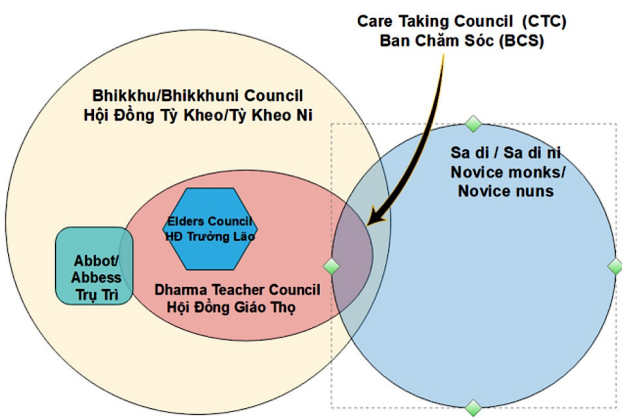 Care Taking Council (CTC)
Ban Chăm Sóc (BCS)
Bhikkhu/Bhikkhuni Council
Hội Đồng Tỳ Kheo/Tỳ Kheo Ni
Sa di / Sa di ni
Novice monks/
Novice nuns
Elders Council
HĐ Trưởng Lão
Abbot/
Abbess
Trụ Trì
Dharma Teacher Council
Hội Đồng Giáo Thọ